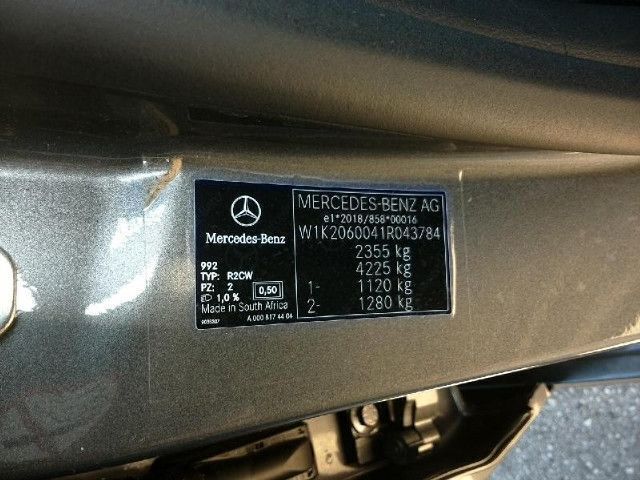 MERCEDES-BENZ AG
e1*2018/858*00016
W1K2060041R043784
2355 kg
4225 kg
1- 1120 kg
2- 1280 kg
Mercedes-Benz
992
TYP: R2CW
PZ: 2
1,0 % 0,50
Made in South Africa
A 000 817 44 04